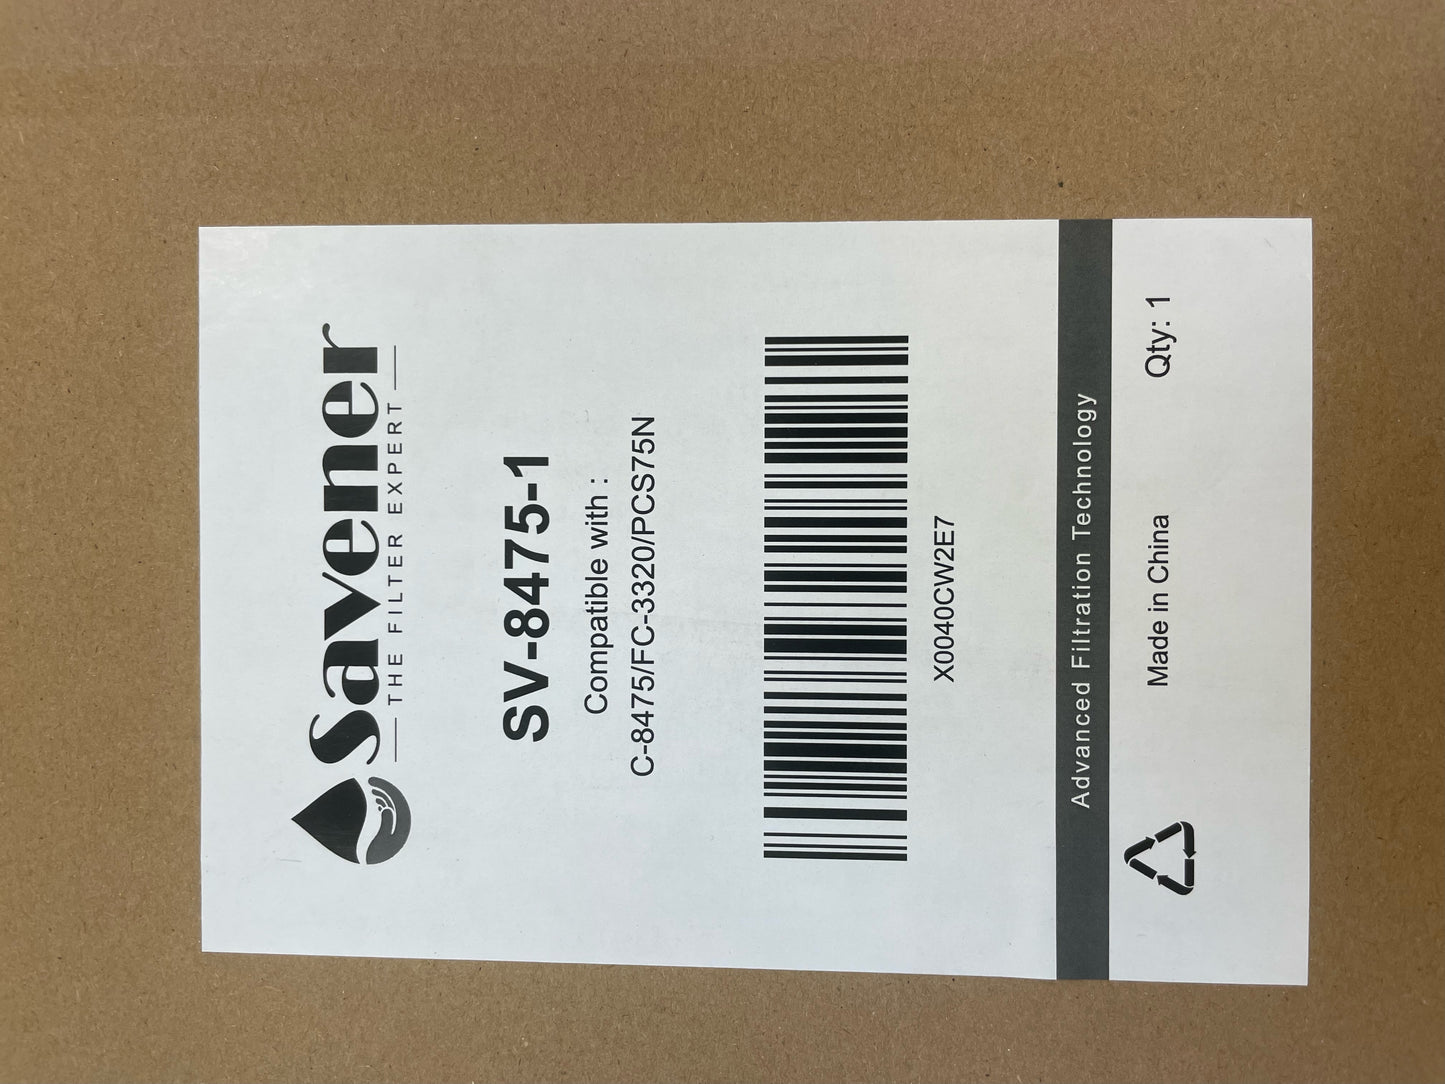 Savener
THE FILTER EXPERT
SV-8475-1
Compatible with :
C-8475/FC-3320/PCS75N
X0040CW2E7
Advanced Filtration Technology
Made in China
Qty: 1